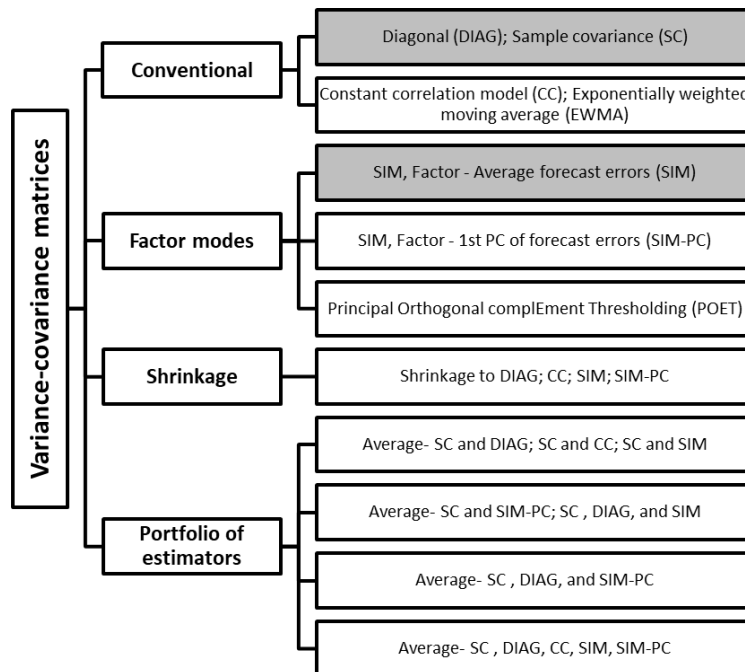 Variance-covariance matrices
Conventional
Diagonal (DIAG); Sample covariance (SC)
Constant correlation model (CC); Exponentially weighted
moving average (EWMA)
Factor modes
SIM, Factor - Average forecast errors (SIM)
SIM, Factor - 1st PC of forecast errors (SIM-PC)
Principal Orthogonal complEment Thresholding (POET)
Shrinkage
Shrinkage to DIAG; CC; SIM; SIM-PC
Portfolio of
estimators
Average- SC and DIAG; SC and CC; SC and SIM
Average- SC and SIM-PC; SC , DIAG, and SIM
Average- SC , DIAG, and SIM-PC
Average- SC , DIAG, CC, SIM, SIM-PC